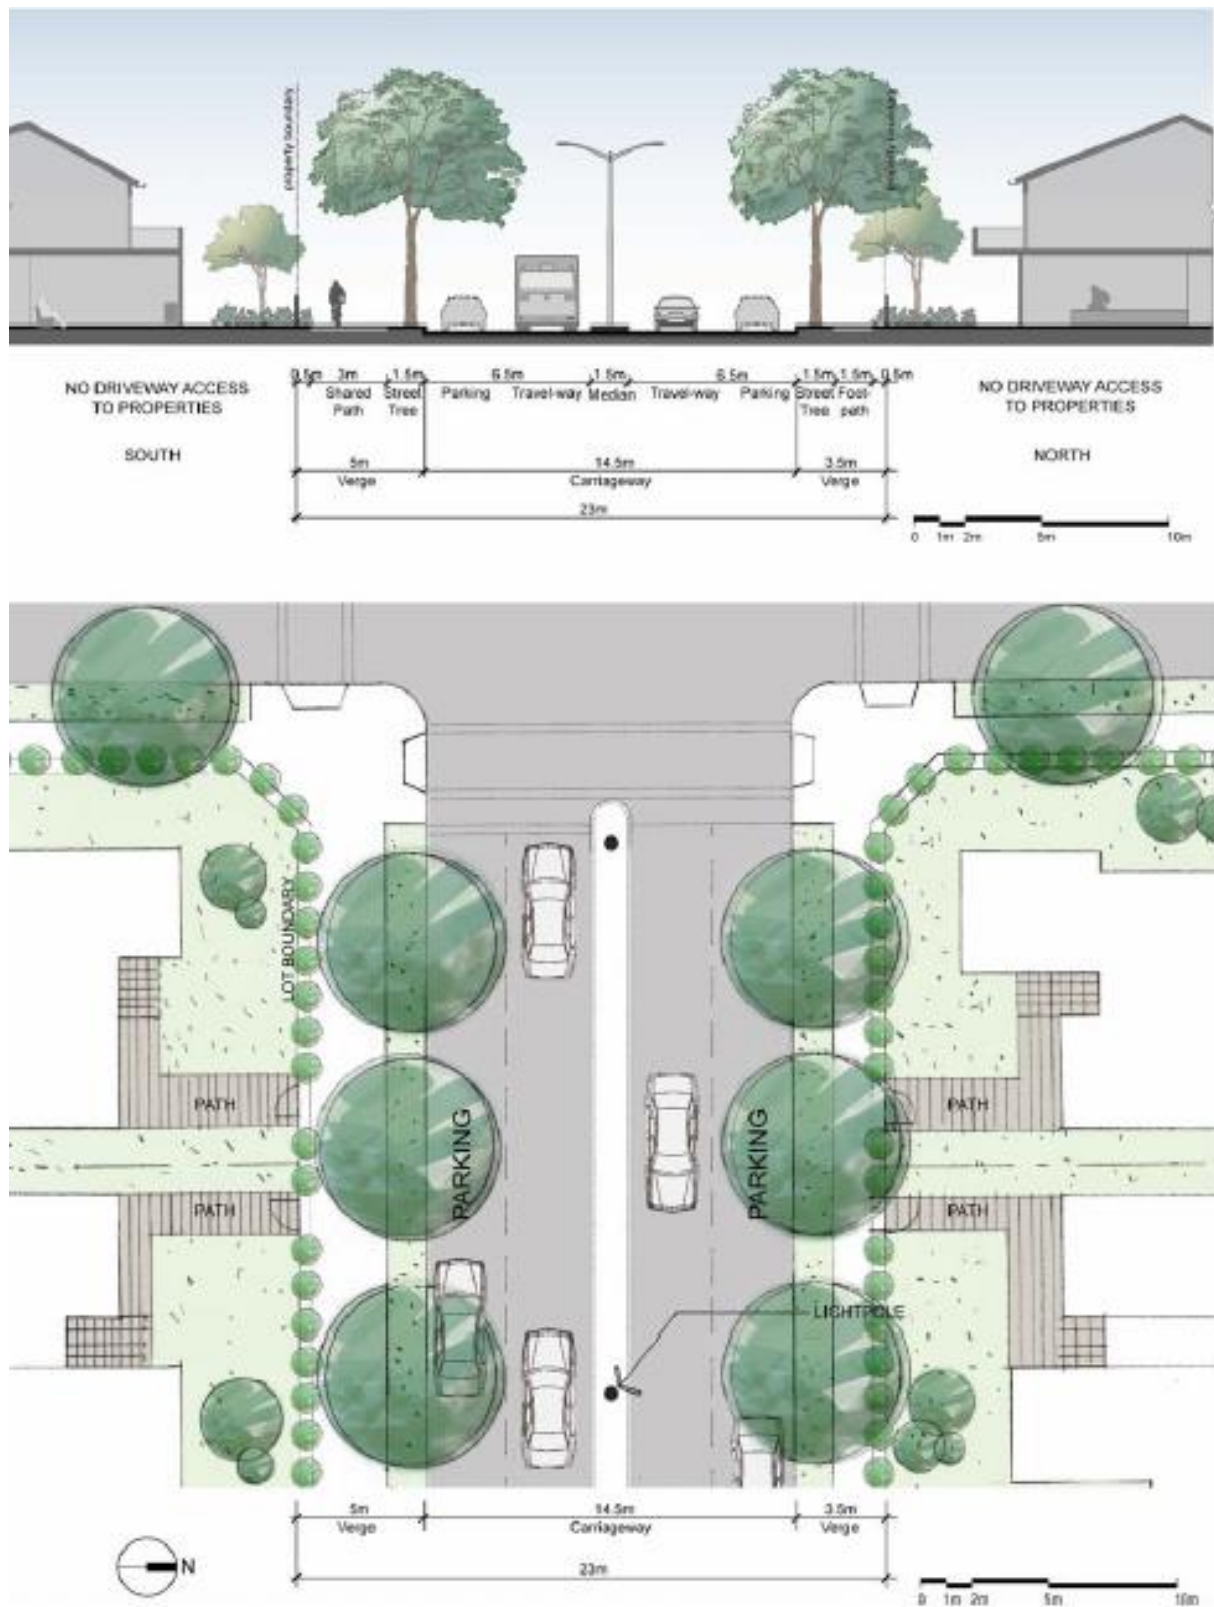 property boundary
0.5m 3m 1.5m 6.5m 1.5m 6.5m 1.5m 1.5m 0.5m
Shared Path
Street Tree
Parking
Travel-way
Median
Travel-way
Parking
Street Tree
Foot-path
NO DRIVEWAY ACCESS
TO PROPERTIES
SOUTH
NO DRIVEWAY ACCESS
TO PROPERTIES
NORTH
5m 14.5m 3.5m
Verge Carriageway Verge
23m
0 1m 2m 5m 10m
LOT BOUNDARY
PATH
PATH
PARKING
PARKING
PATH
PATH
LIGHTPOLE
5m 14.5m 3.5m
Verge Carriageway Verge
23m
N
0 1m 2m 5m 10m